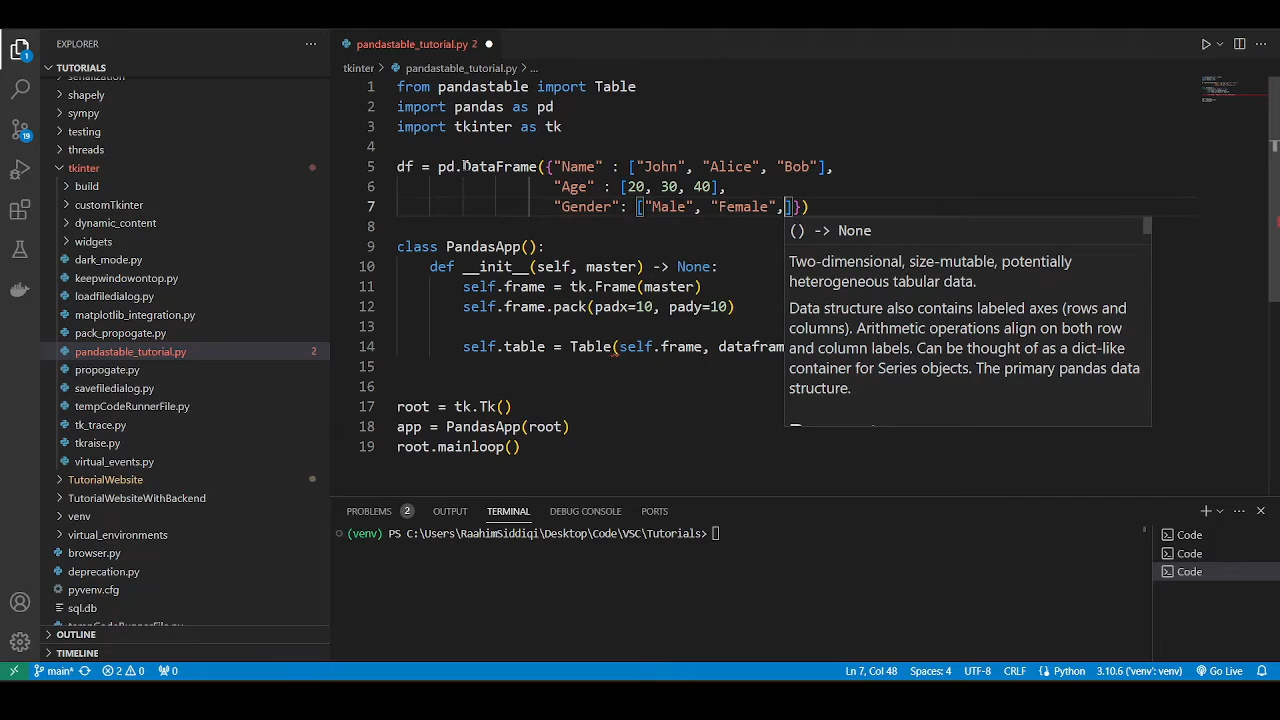 EXPLORER
TUTORIALS
serialization
shapely
sympy
testing
threads
tkinter
build
customTkinter
dynamic_content
widgets
dark_mode.py
keepwindowontop.py
loadfiledialog.py
matplotlib_integration.py
pack_propogate.py
pandastable_tutorial.py 2
propogate.py
savefiledialog.py
tempCodeRunnerFile.py
tk_trace.py
tkraise.py
virtual_events.py
TutorialWebsite
TutorialWebsiteWithBackend
venv
virtual_environments
browser.py
deprecation.py
pyvenv.cfg
sql.db
tempCodeRunnerFile.py
OUTLINE
TIMELINE
1
19
pandastable_tutorial.py 2
tkinter > pandastable_tutorial.py > ...
1 from pandastable import Table
2 import pandas as pd
3 import tkinter as tk
4
5 df = pd.DataFrame({"Name" : ["John", "Alice", "Bob"],
6 "Age" : [20, 30, 40],
7 "Gender": ["Male", "Female",]})
8
9 class PandasApp():
10 def __init__(self, master) -> None:
11 self.frame = tk.Frame(master)
12 self.frame.pack(padx=10, pady=10)
13
14 self.table = Table(self.frame, datafram
15
16
17 root = tk.Tk()
18 app = PandasApp(root)
19 root.mainloop()
() -> None
Two-dimensional, size-mutable, potentially
heterogeneous tabular data.
Data structure also contains labeled axes (rows and
columns). Arithmetic operations align on both row
and column labels. Can be thought of as a dict-like
container for Series objects. The primary pandas data
structure.
PROBLEMS 2 OUTPUT TERMINAL DEBUG CONSOLE PORTS
(venv) PS C:\Users\RaahimSiddiqi\Desktop\Code\VSC\Tutorials>
Code
Code
Code
main* 2 0 0 Ln 7, Col 48 Spaces: 4 UTF-8 CRLF Python 3.10.6 ('venv': venv) Go Live